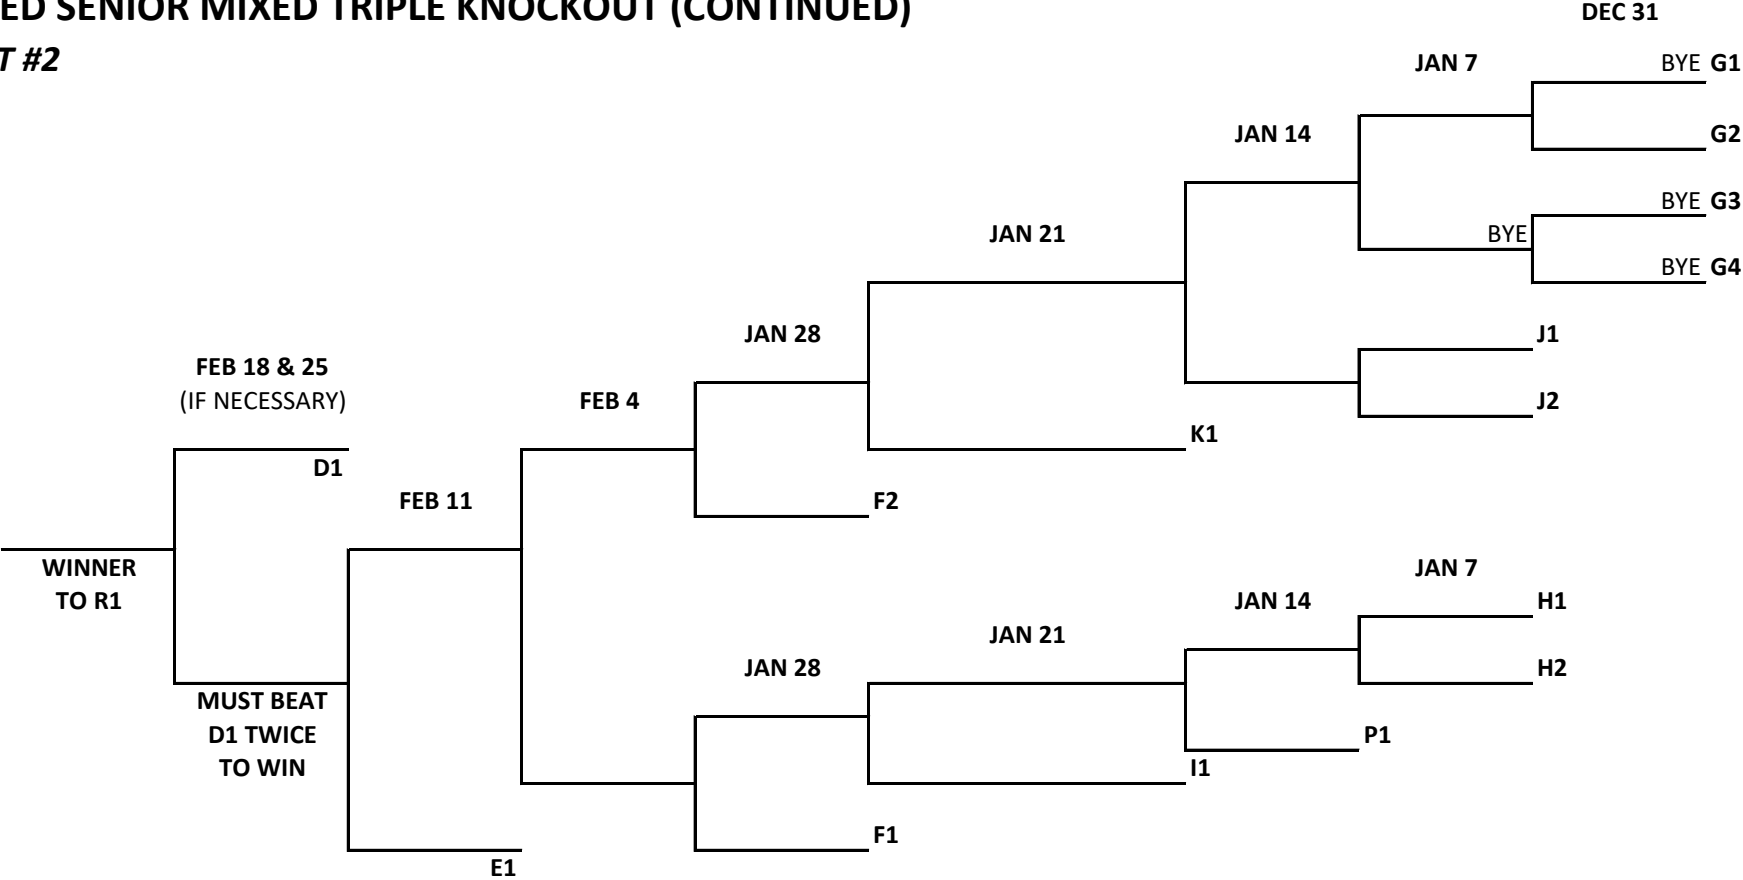 ED SENIOR MIXED TRIPLE KNOCKOUT (CONTINUED)
DEC 31
T #2
JAN 7
BYE G1
JAN 14
G2
BYE G3
JAN 21
BYE
BYE G4
JAN 28
J1
FEB 18 & 25
(IF NECESSARY)
FEB 4
J2
K1
D1
FEB 11
F2
WINNER
TO R1
JAN 7
JAN 14
H1
JAN 21
JAN 28
H2
MUST BEAT
D1 TWICE
TO WIN
P1
I1
F1
E1